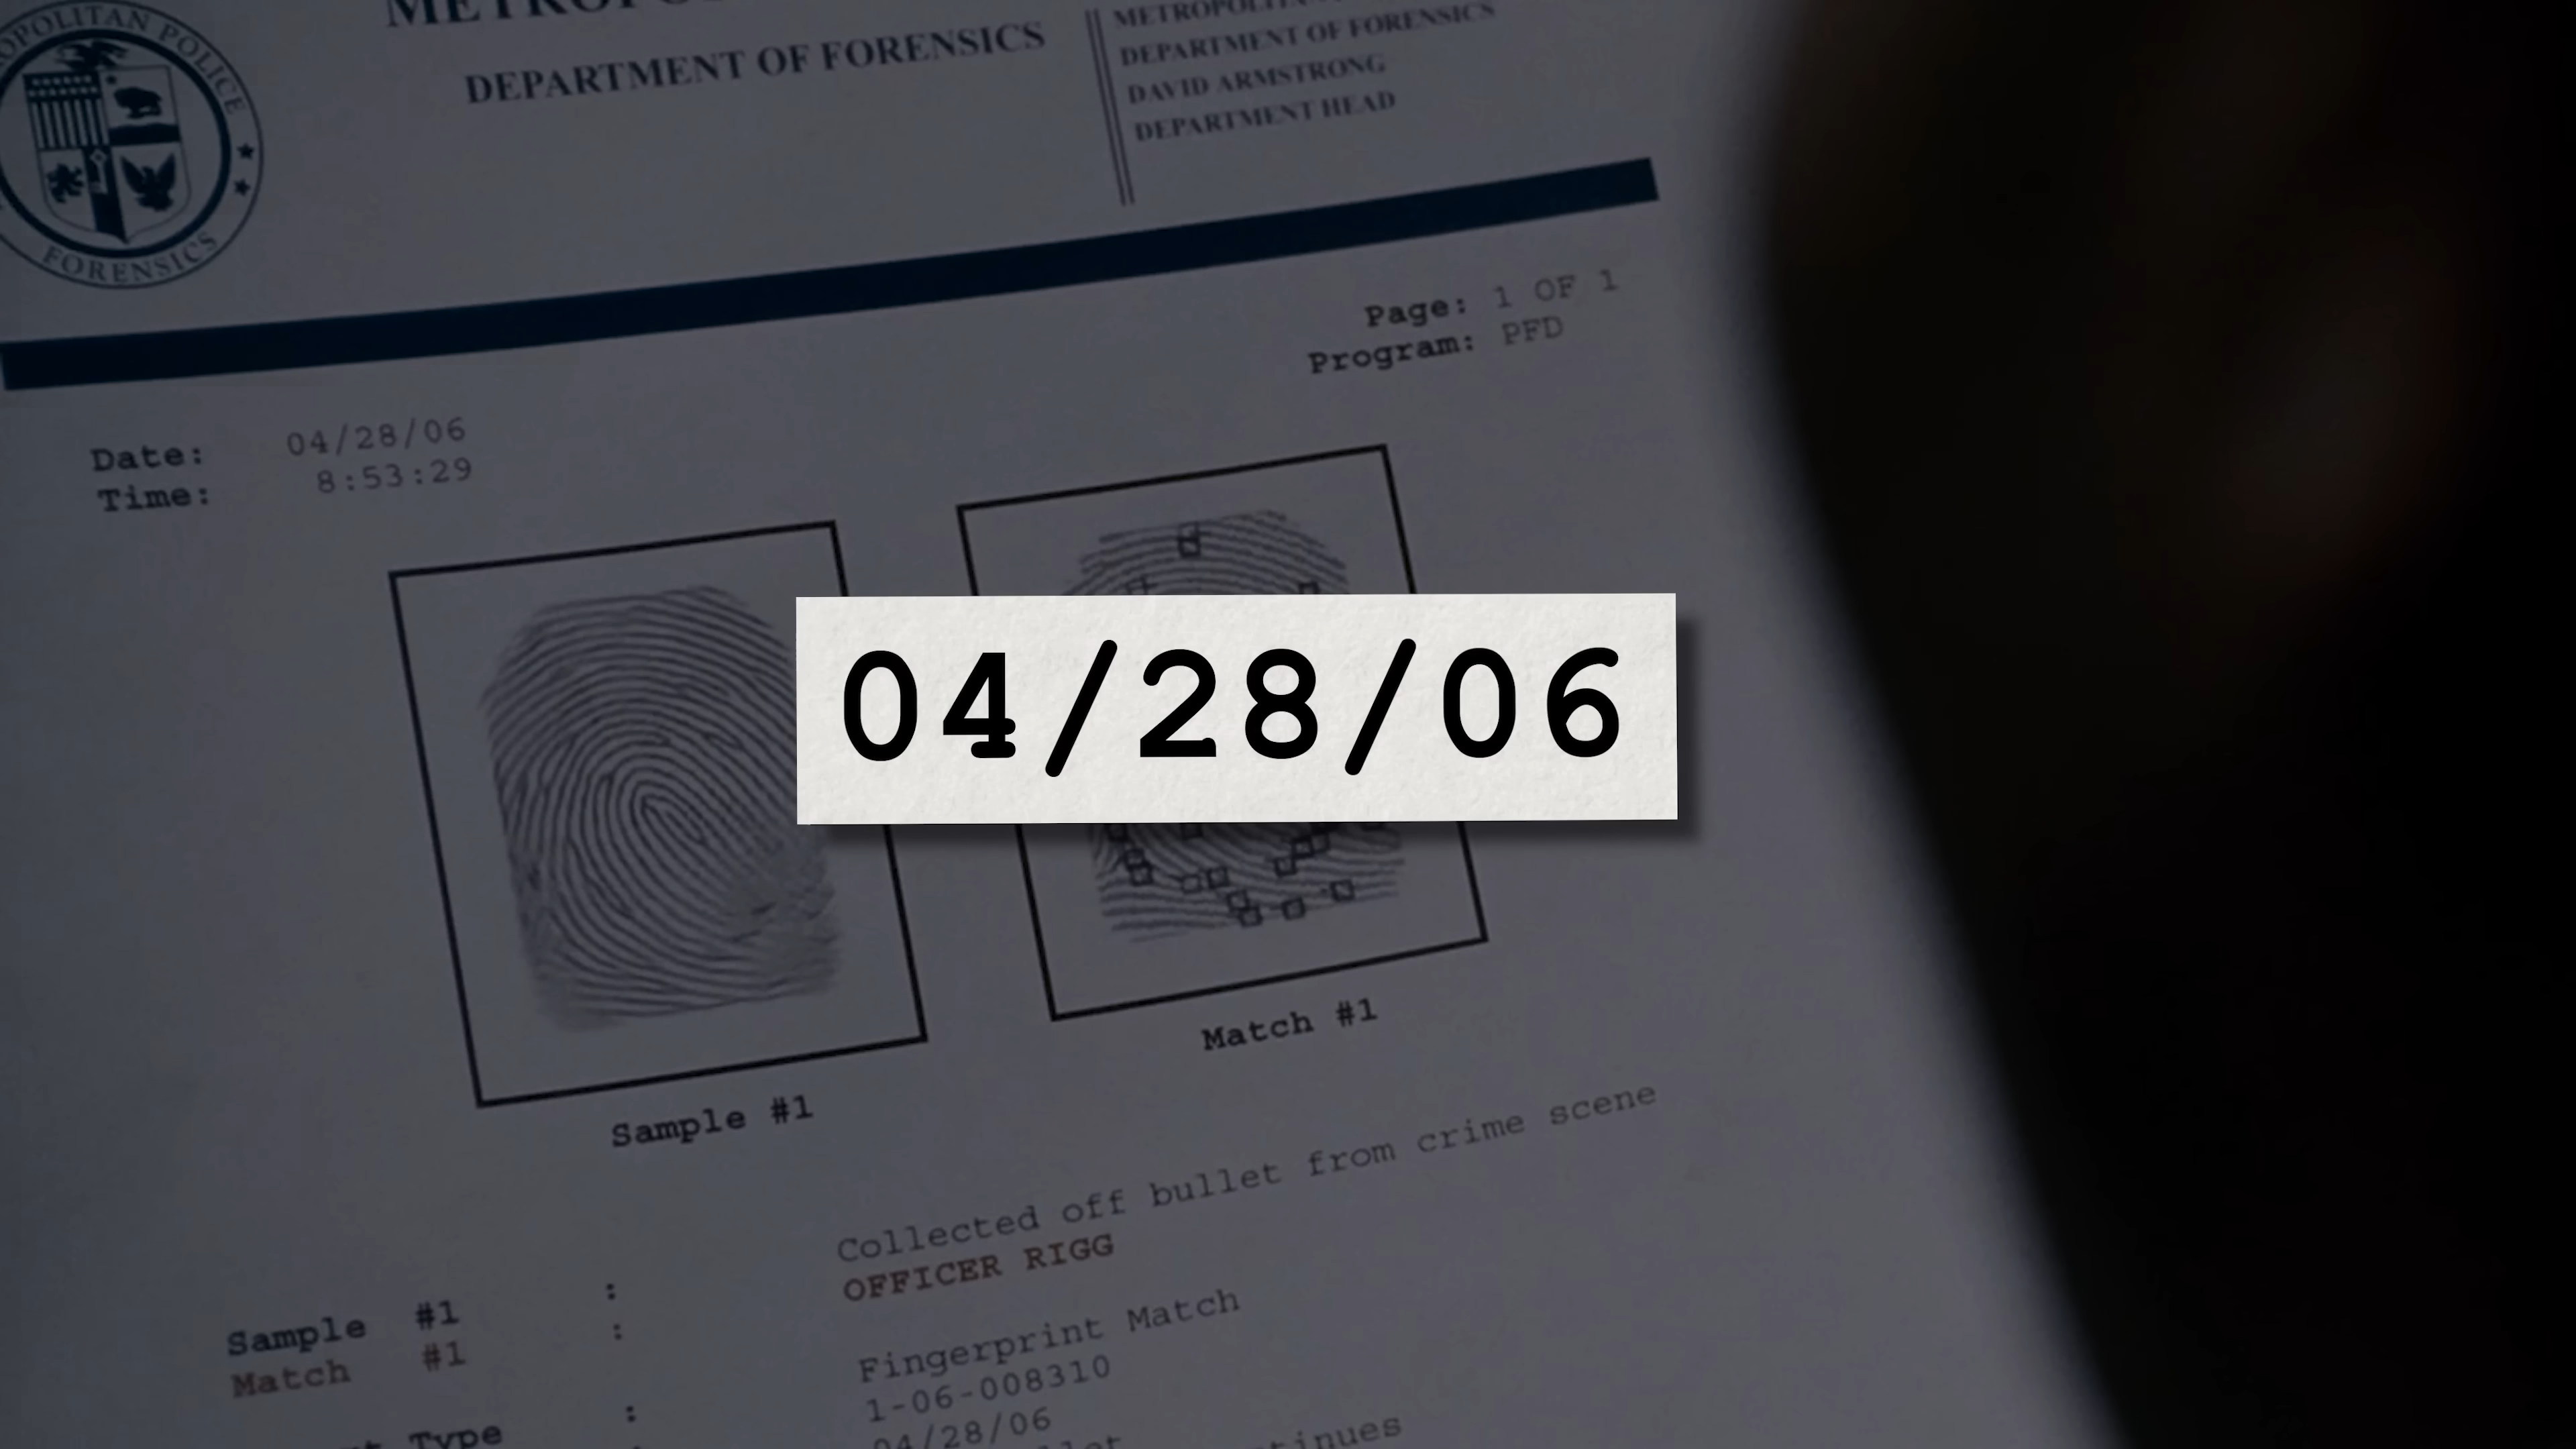 DEPARTMENT OF FORENSICS
METROPOLITAN
DEPARTMENT OF FORENSICS
DAVID ARMSTRONG
DEPARTMENT HEAD
POLICE
FORENSICS
Page: 1 OF 1
Program: PFD
Date: 04/28/06
Time: 8:53:29
04/28/06
Sample #1
Match #1
Sample #1 : Collected off bullet from crime scene
Match #1 : OFFICER RIGG
Type : Fingerprint Match
1-06-008310
04/28/06